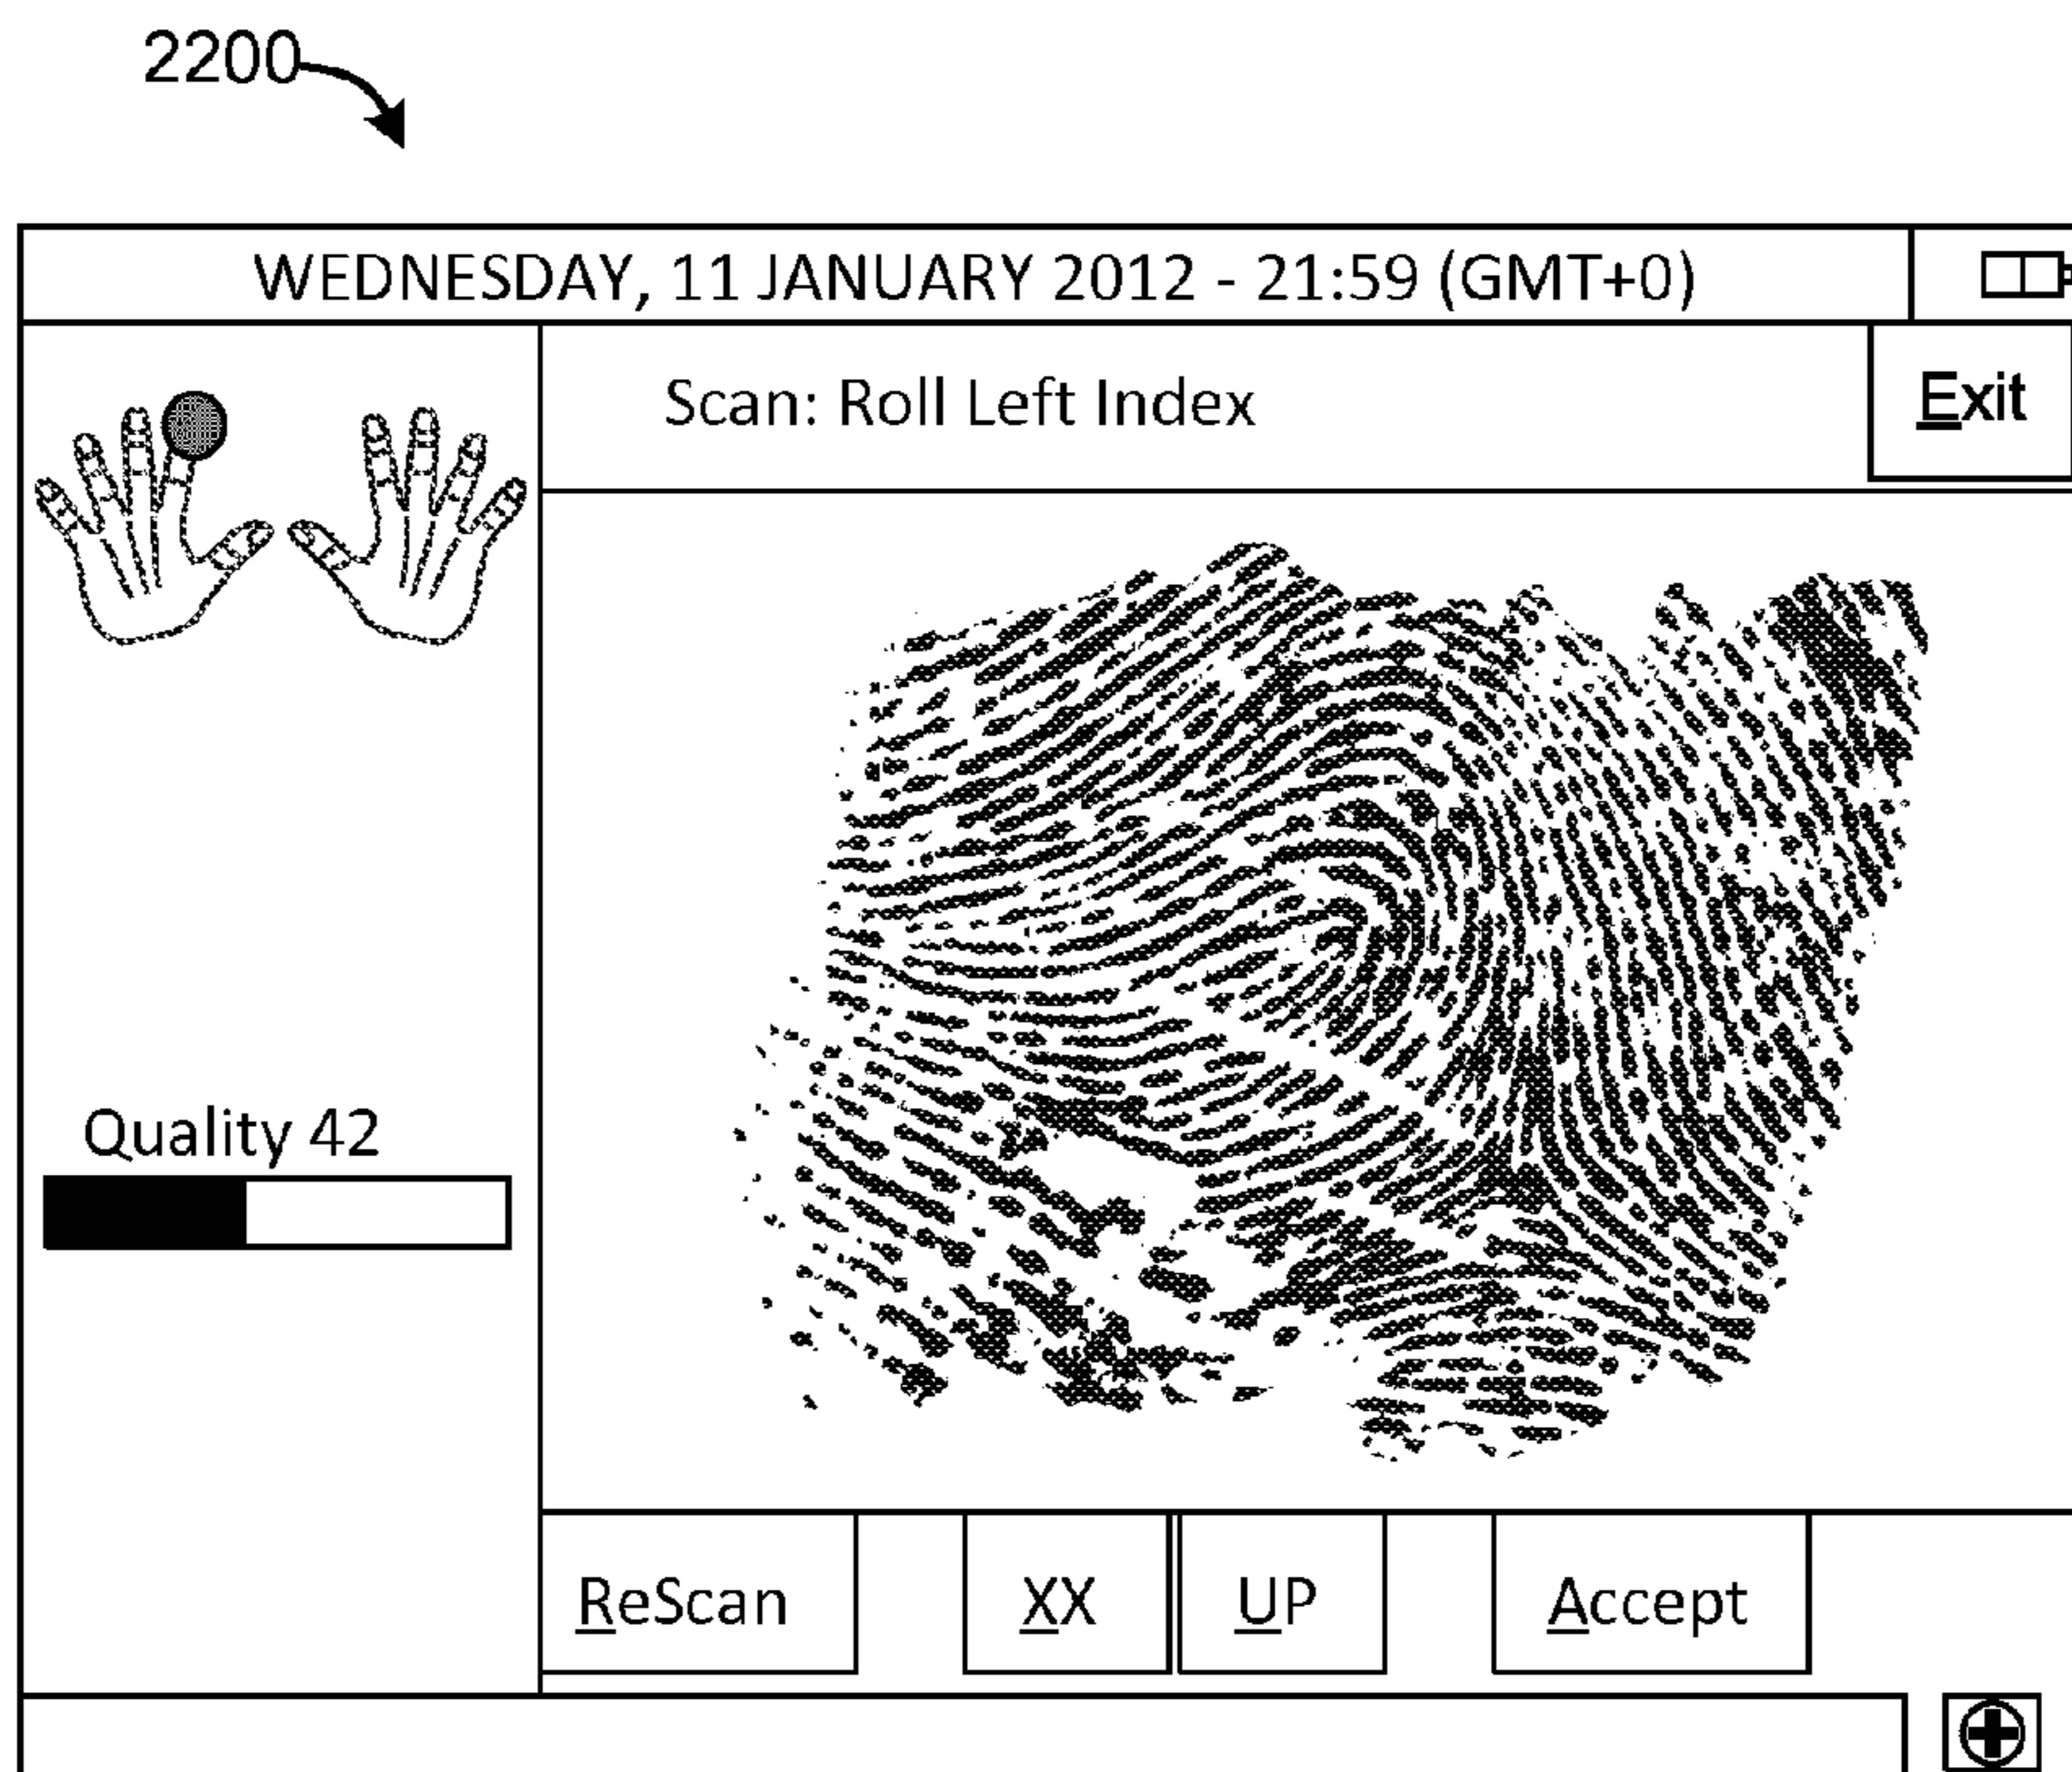 2200
WEDNESDAY, 11 JANUARY 2012 - 21:59 (GMT+0)
Scan: Roll Left Index
Exit
Quality 42
ReScan
XX
UP
Accept